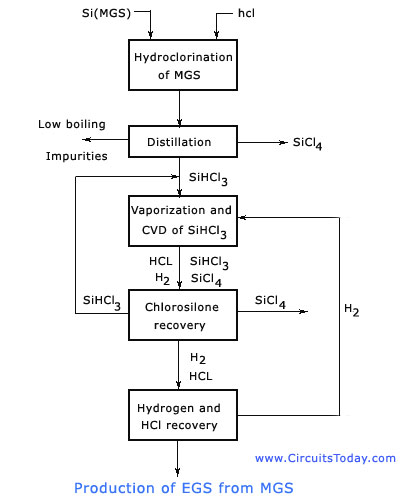 Si(MGS)
hcl
Hydroclorination
of MGS
Low boiling
Impurities
Distillation
SiCl4
SiHCl3
Vaporization and
CVD of SiHCl3
HCL SiHCl3
H2 SiCl4
SiHCl3
Chlorosilone
recovery
SiCl4
H2
H2
HCL
Hydrogen and
HCl recovery
www.CircuitsToday.com
Production of EGS from MGS